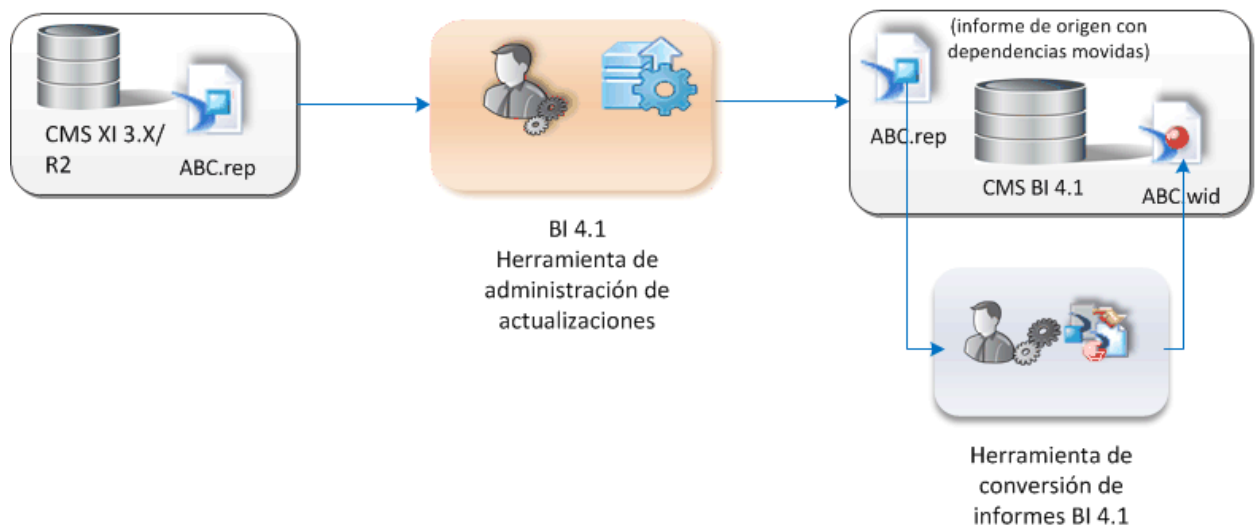 CMS XI 3.X/
R2
ABC.rep
BI 4.1
Herramienta de
administración de
actualizaciones
(informe de origen con
dependencias movidas)
ABC.rep
CMS BI 4.1
ABC.wid
Herramienta de
conversión de
informes BI 4.1